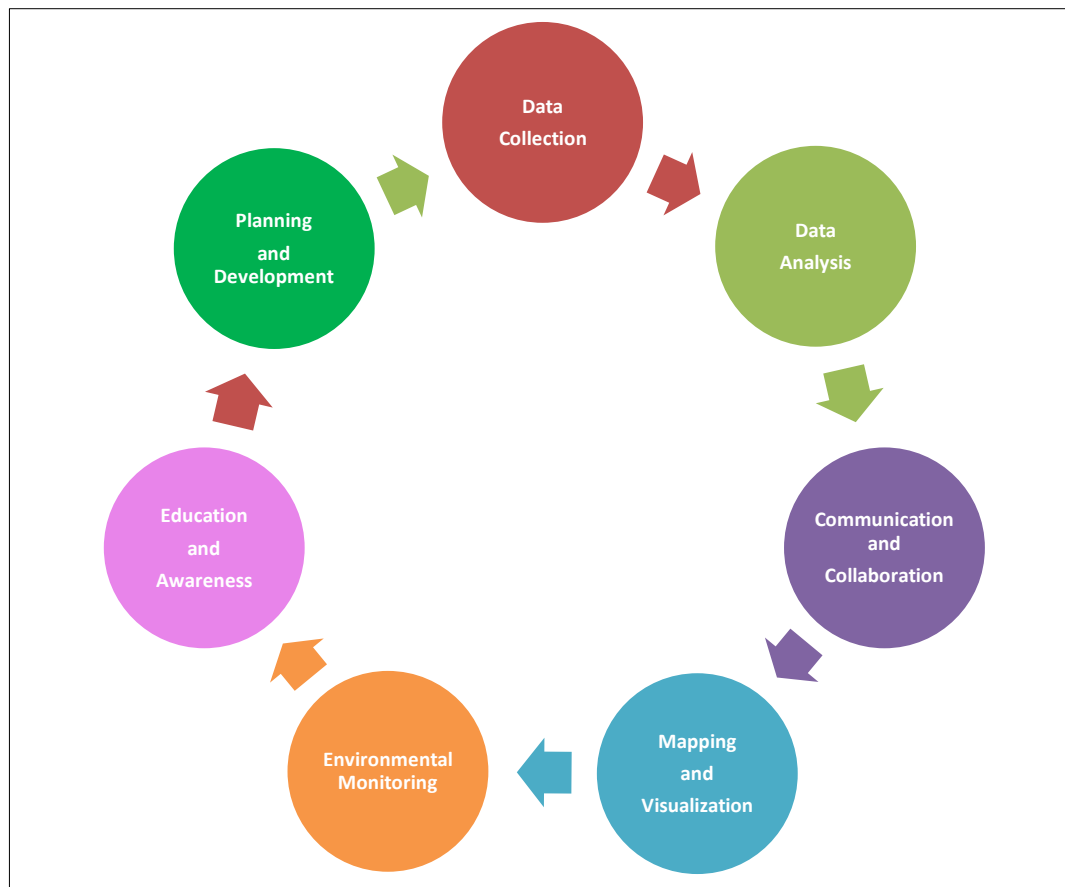 Data
Collection
Data
Analysis
Communication
and
Collaboration
Mapping
and
Visualization
Environmental
Monitoring
Education
and
Awareness
Planning
and
Development